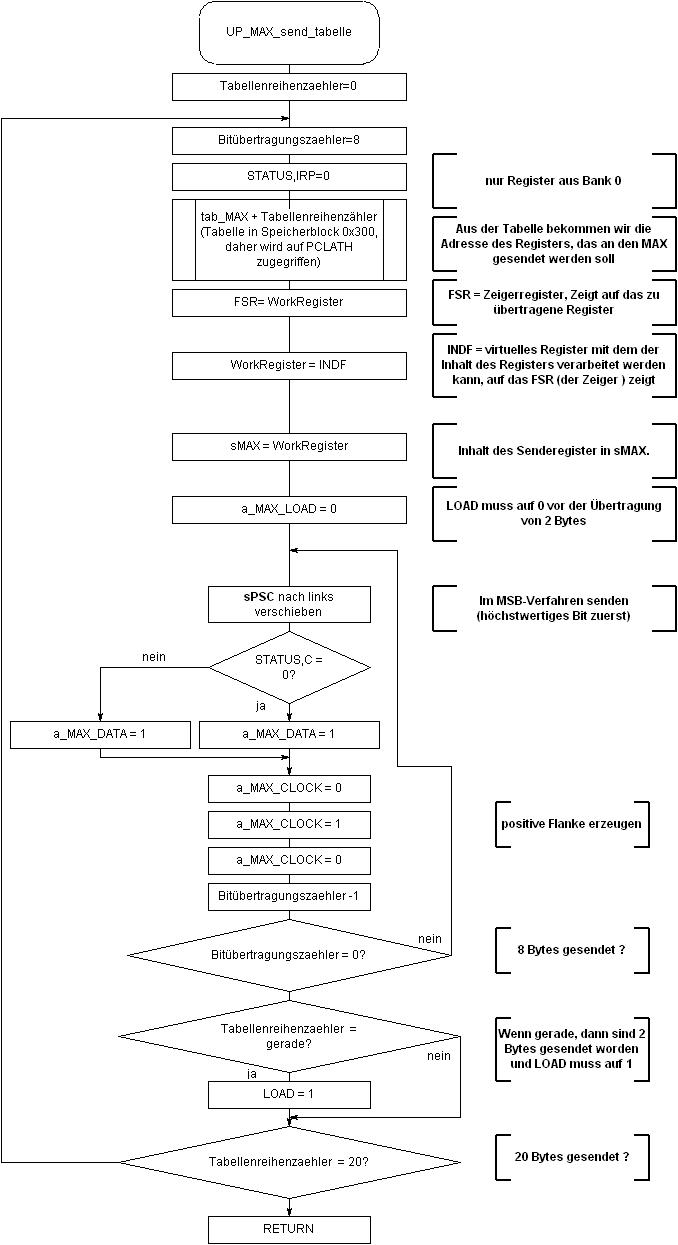 UP_MAX_send_tabelle
Tabellenreihenzaehler=0
Bitübertragungszaehler=8
STATUS,IRP=0
nur Register aus Bank 0
tab_MAX + Tabellenreihenzähler
(Tabelle in Speicherblock 0x300,
daher wird auf PCLATH
zugegriffen)
Aus der Tabelle bekommen wir die
Adresse des Registers, das an den MAX
gesendet werden soll
FSR= WorkRegister
FSR = Zeigerregister, Zeigt auf das zu
übertragene Register
WorkRegister = INDF
INDF = virtuelles Register mit dem der
Inhalt des Registers verarbeitet werden
kann, auf das FSR (der Zeiger ) zeigt
sMAX = WorkRegister
Inhalt des Senderegister in sMAX.
a_MAX_LOAD = 0
LOAD muss auf 0 vor der Übertragung
von 2 Bytes
sPSC nach links
verschieben
Im MSB-Verfahren senden
(höchstwertiges Bit zuerst)
STATUS,C =
0?
nein
ja
a_MAX_DATA = 1
a_MAX_DATA = 1
a_MAX_CLOCK = 0
a_MAX_CLOCK = 1
positive Flanke erzeugen
a_MAX_CLOCK = 0
Bitübertragungszaehler -1
Bitübertragungszaehler = 0?
nein
8 Bytes gesendet ?
Tabellenreihenzaehler =
gerade?
nein
ja
Wenn gerade, dann sind 2
Bytes gesendet worden
und LOAD muss auf 1
LOAD = 1
Tabellenreihenzaehler = 20?
20 Bytes gesendet ?
RETURN